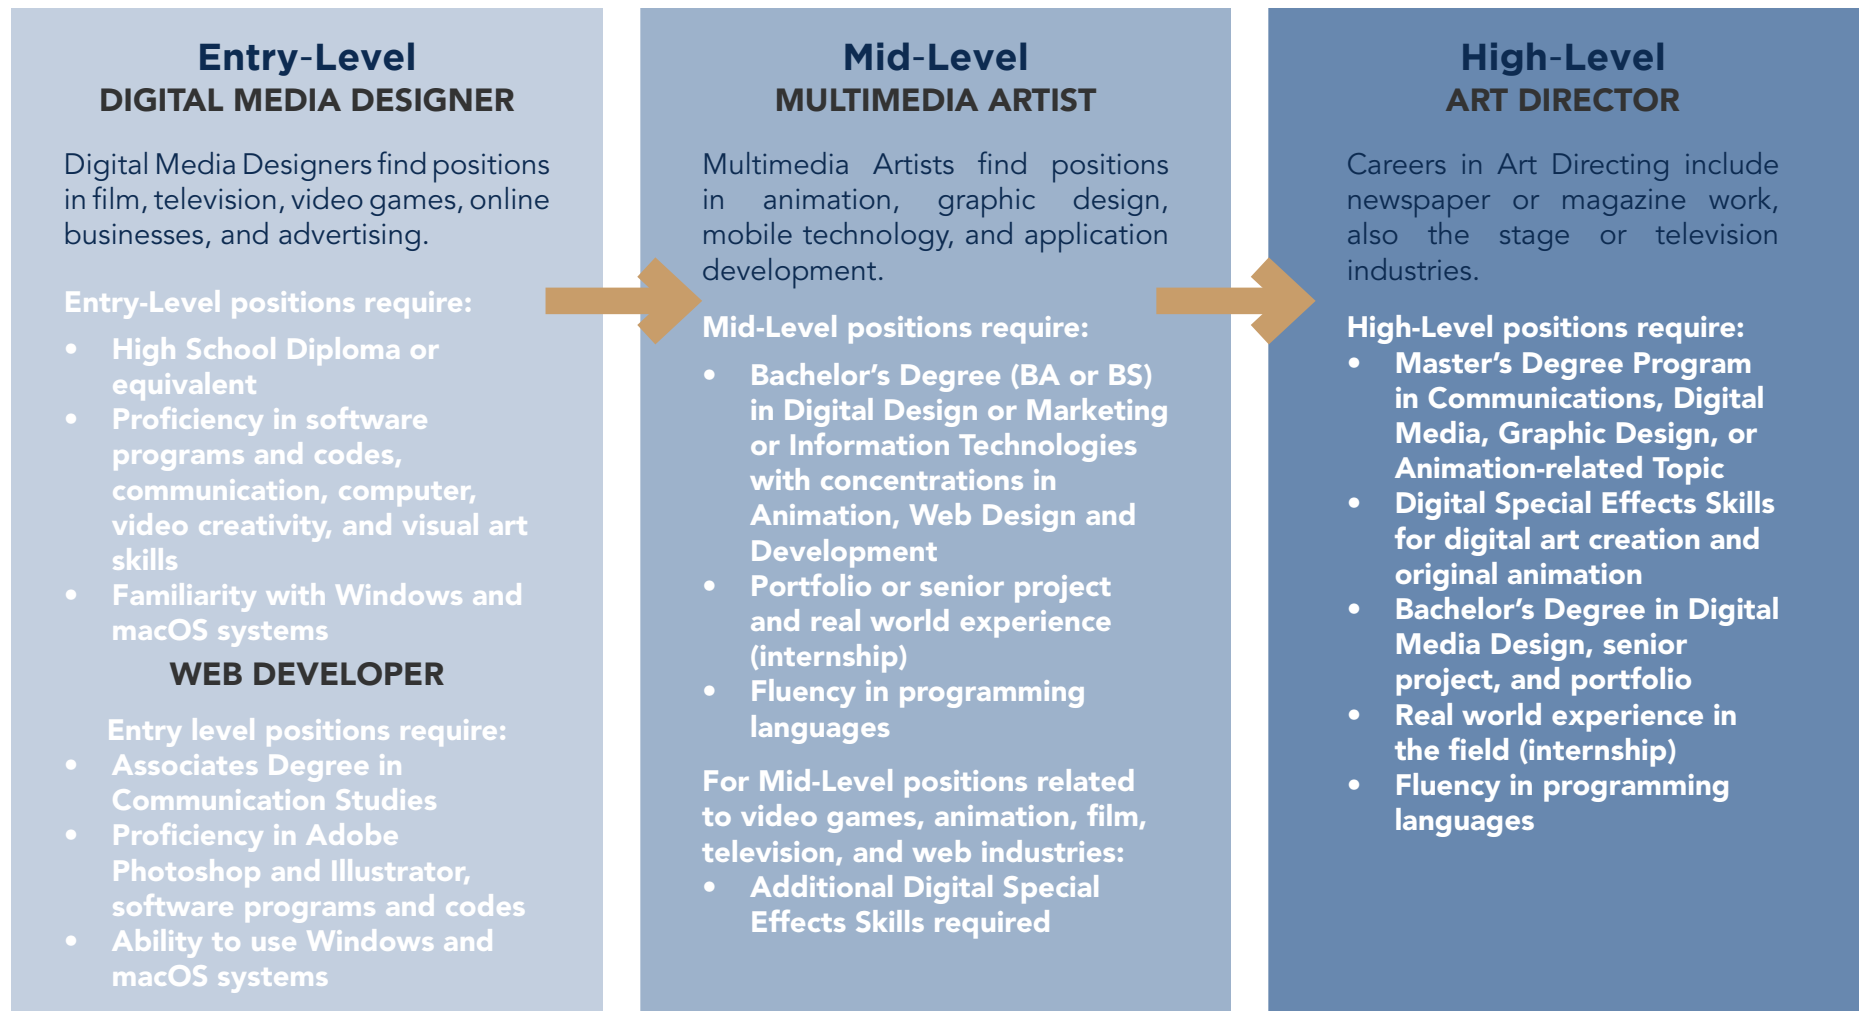 Entry-Level
DIGITAL MEDIA DESIGNER
Digital Media Designers find positions
in film, television, video games, online
businesses, and advertising.
Entry-Level positions require:
• High School Diploma or
equivalent
• Proficiency in software
programs and codes,
communication, computer,
video creativity, and visual art
skills
• Familiarity with Windows and
macOS systems
WEB DEVELOPER
Entry level positions require:
• Associates Degree in
Communication Studies
• Proficiency in Adobe
Photoshop and Illustrator,
software programs and codes
• Ability to use Windows and
macOS systems
Mid-Level
MULTIMEDIA ARTIST
Multimedia Artists find positions
in animation, graphic design,
mobile technology, and application
development.
Mid-Level positions require:
• Bachelor's Degree (BA or BS)
in Digital Design or Marketing
or Information Technologies
with concentrations in
Animation, Web Design and
Development
• Portfolio or senior project
and real world experience
(internship)
• Fluency in programming
languages
For Mid-Level positions related
to video games, animation, film,
television, and web industries:
• Additional Digital Special
Effects Skills required
High-Level
ART DIRECTOR
Careers in Art Directing include
newspaper or magazine work,
also the stage or television
industries.
High-Level positions require:
• Master's Degree Program
in Communications, Digital
Media, Graphic Design, or
Animation-related Topic
• Digital Special Effects Skills
for digital art creation and
original animation
• Bachelor's Degree in Digital
Media Design, senior
project, and portfolio
• Real world experience in
the field (internship)
• Fluency in programming
languages